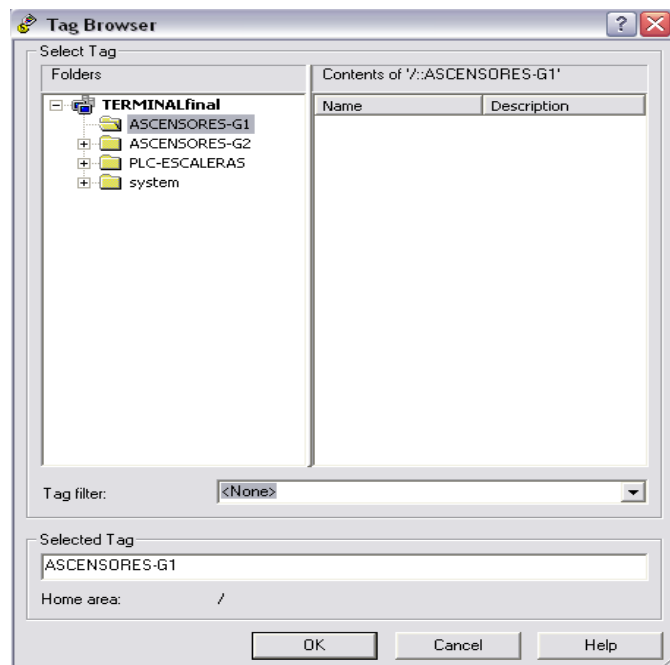 Tag Browser
Select Tag
Folders
Contents of '/::ASCENSORES-G1'
TERMINALfinal
ASCENSORES-G1
ASCENSORES-G2
PLC-ESCALERAS
system
Name Description
Tag filter: <None>
Selected Tag
ASCENSORES-G1
Home area: /
OK Cancel Help